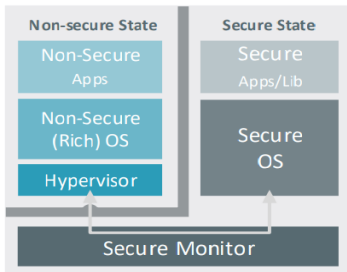 Non-secure State
Non-Secure
Apps
Non-Secure
(Rich) OS
Hypervisor
Secure State
Secure
Apps/Lib
Secure
OS
Secure Monitor